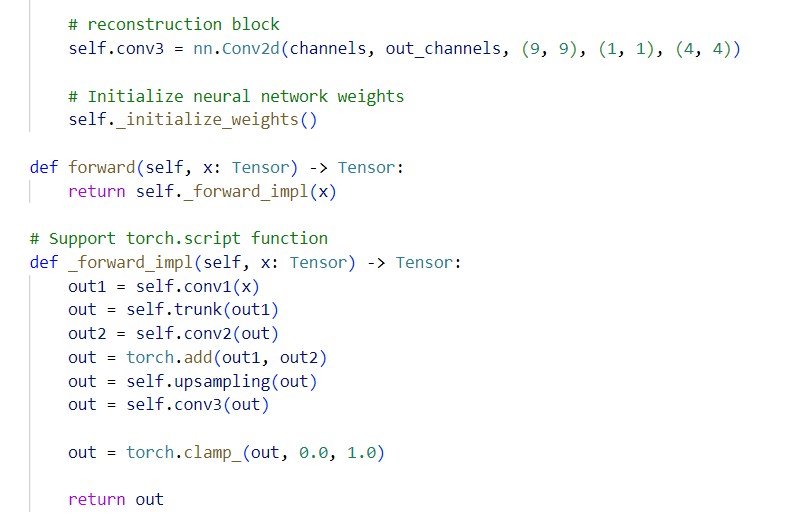 # reconstruction block
self.conv3 = nn.Conv2d(channels, out_channels, (9, 9), (1, 1), (4, 4))
# Initialize neural network weights
self._initialize_weights()
def forward(self, x: Tensor) -> Tensor:
return self._forward_impl(x)
# Support torch.script function
def _forward_impl(self, x: Tensor) -> Tensor:
out1 = self.conv1(x)
out = self.trunk(out1)
out2 = self.conv2(out)
out = torch.add(out1, out2)
out = self.upsampling(out)
out = self.conv3(out)
out = torch.clamp_(out, 0.0, 1.0)
return out